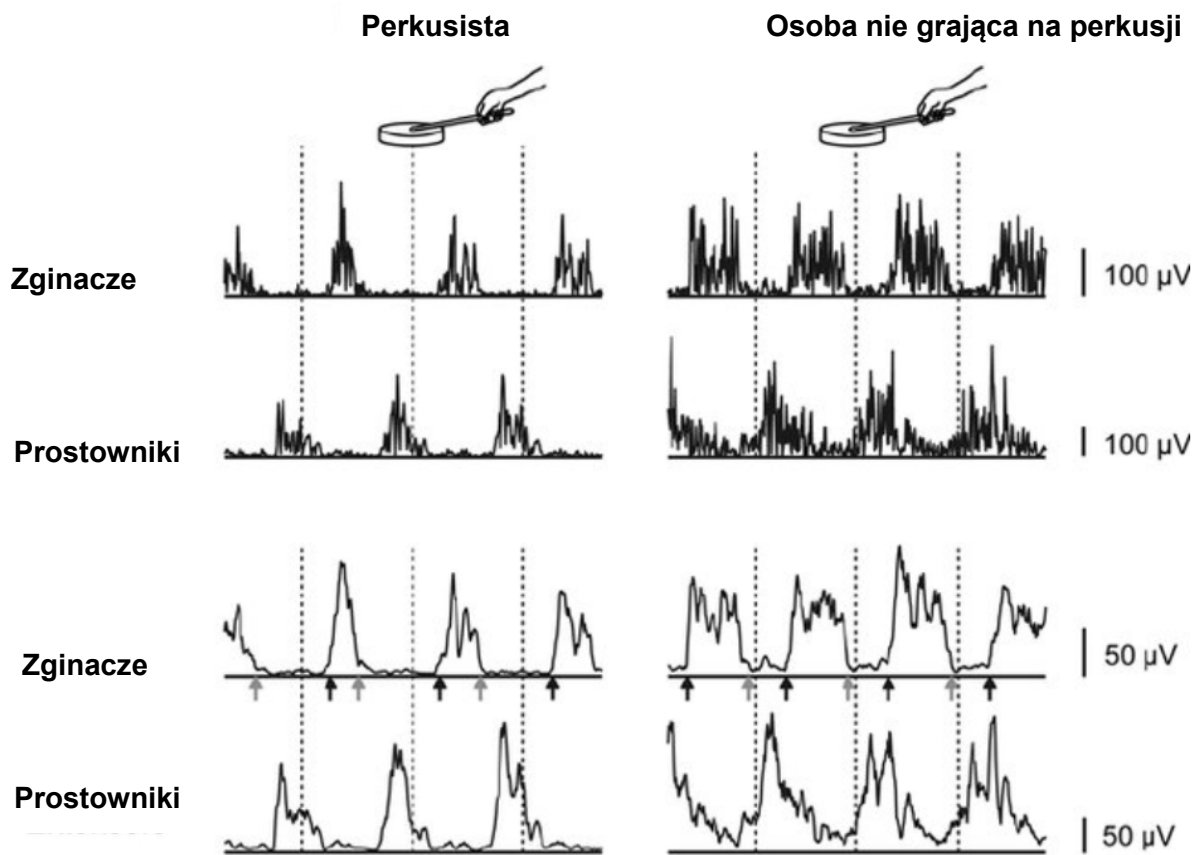 Perkusista
Osoba nie grająca na perkusji
Zginacze
100 µV
Prostowniki
100 µV
Zginacze
50 µV
Prostowniki
50 µV